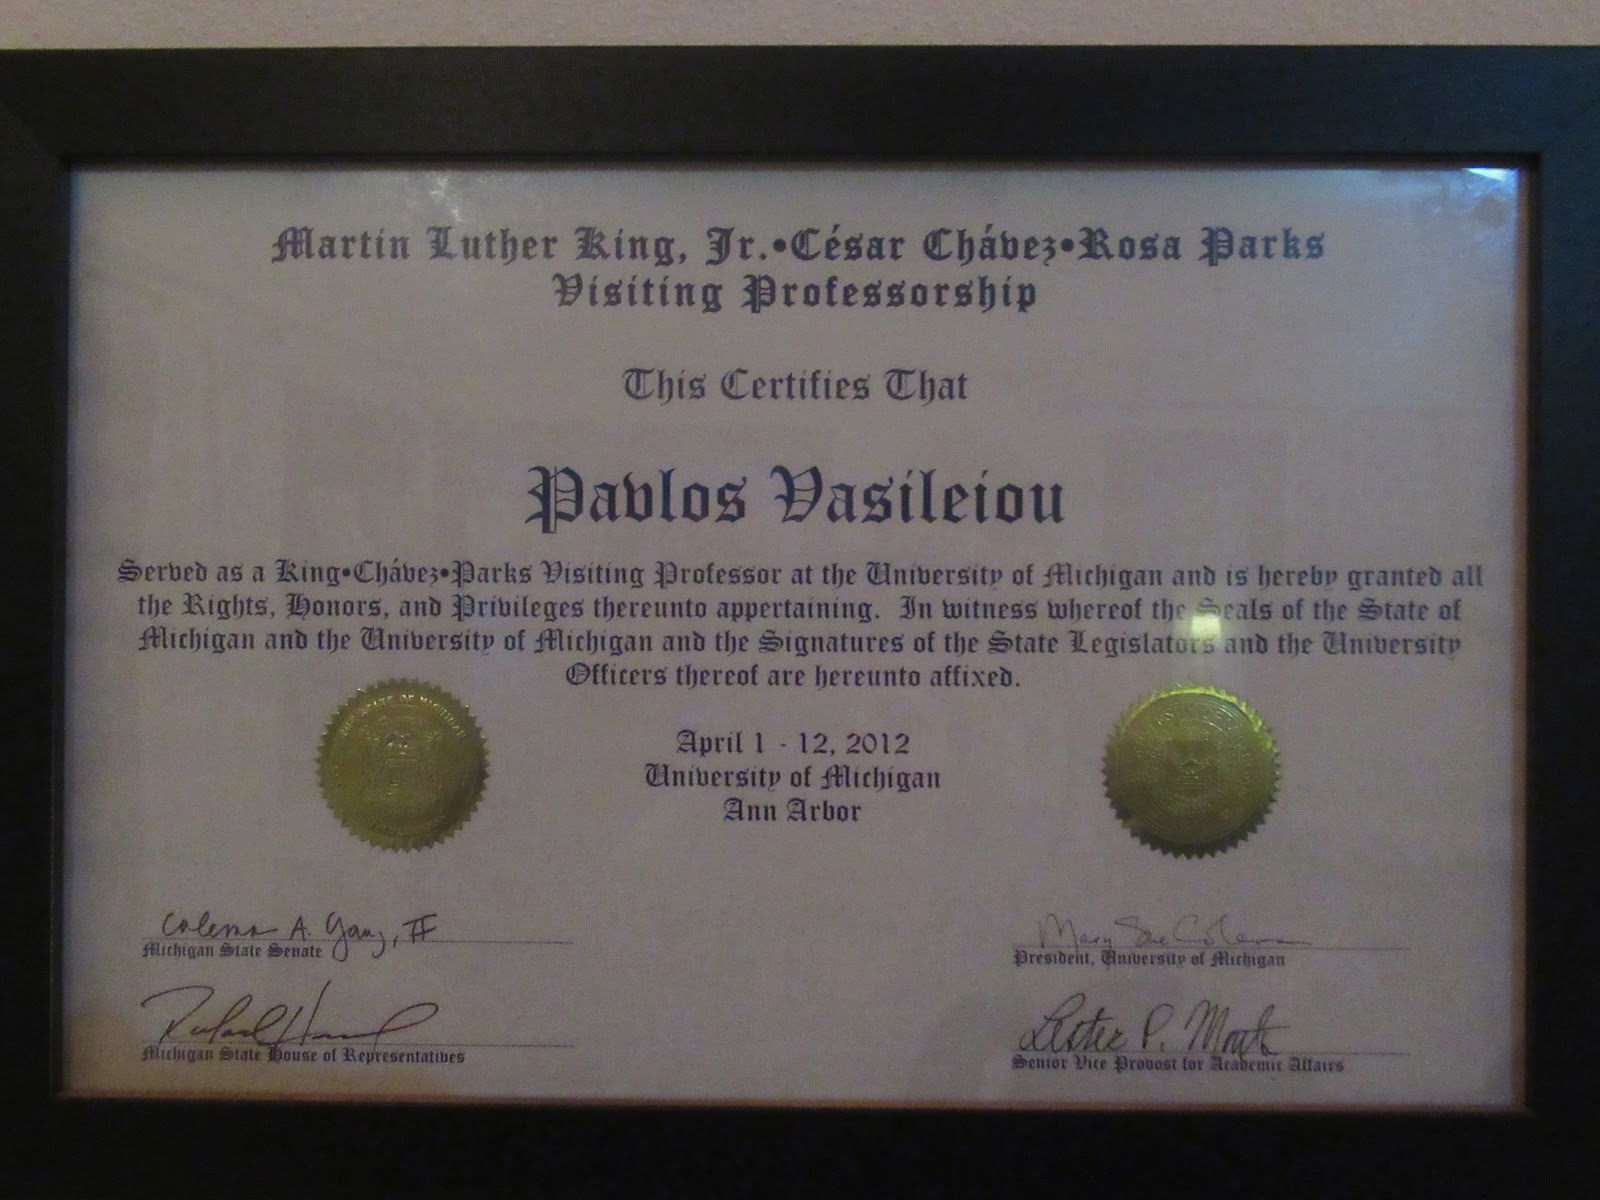 Martin Luther King, Jr.•César Chávez•Rosa Parks
Visiting Professorship
This Certifies That
Pavlos Vasileiou
Served as a King•Chávez•Parks Visiting Professor at the University of Michigan and is hereby granted all
the Rights, Honors, and Privileges thereunto appertaining. In witness whereof the Seals of the State of
Michigan and the University of Michigan and the Signatures of the State Legislators and the University
Officers thereof are hereunto affixed.
April 1 - 12, 2012
University of Michigan
Ann Arbor
Coleman A. Young, II
Michigan State Senate
Mary Sue Coleman
President, University of Michigan
Michigan State House of Representatives
Lester P. Monts
Senior Vice Provost for Academic Affairs